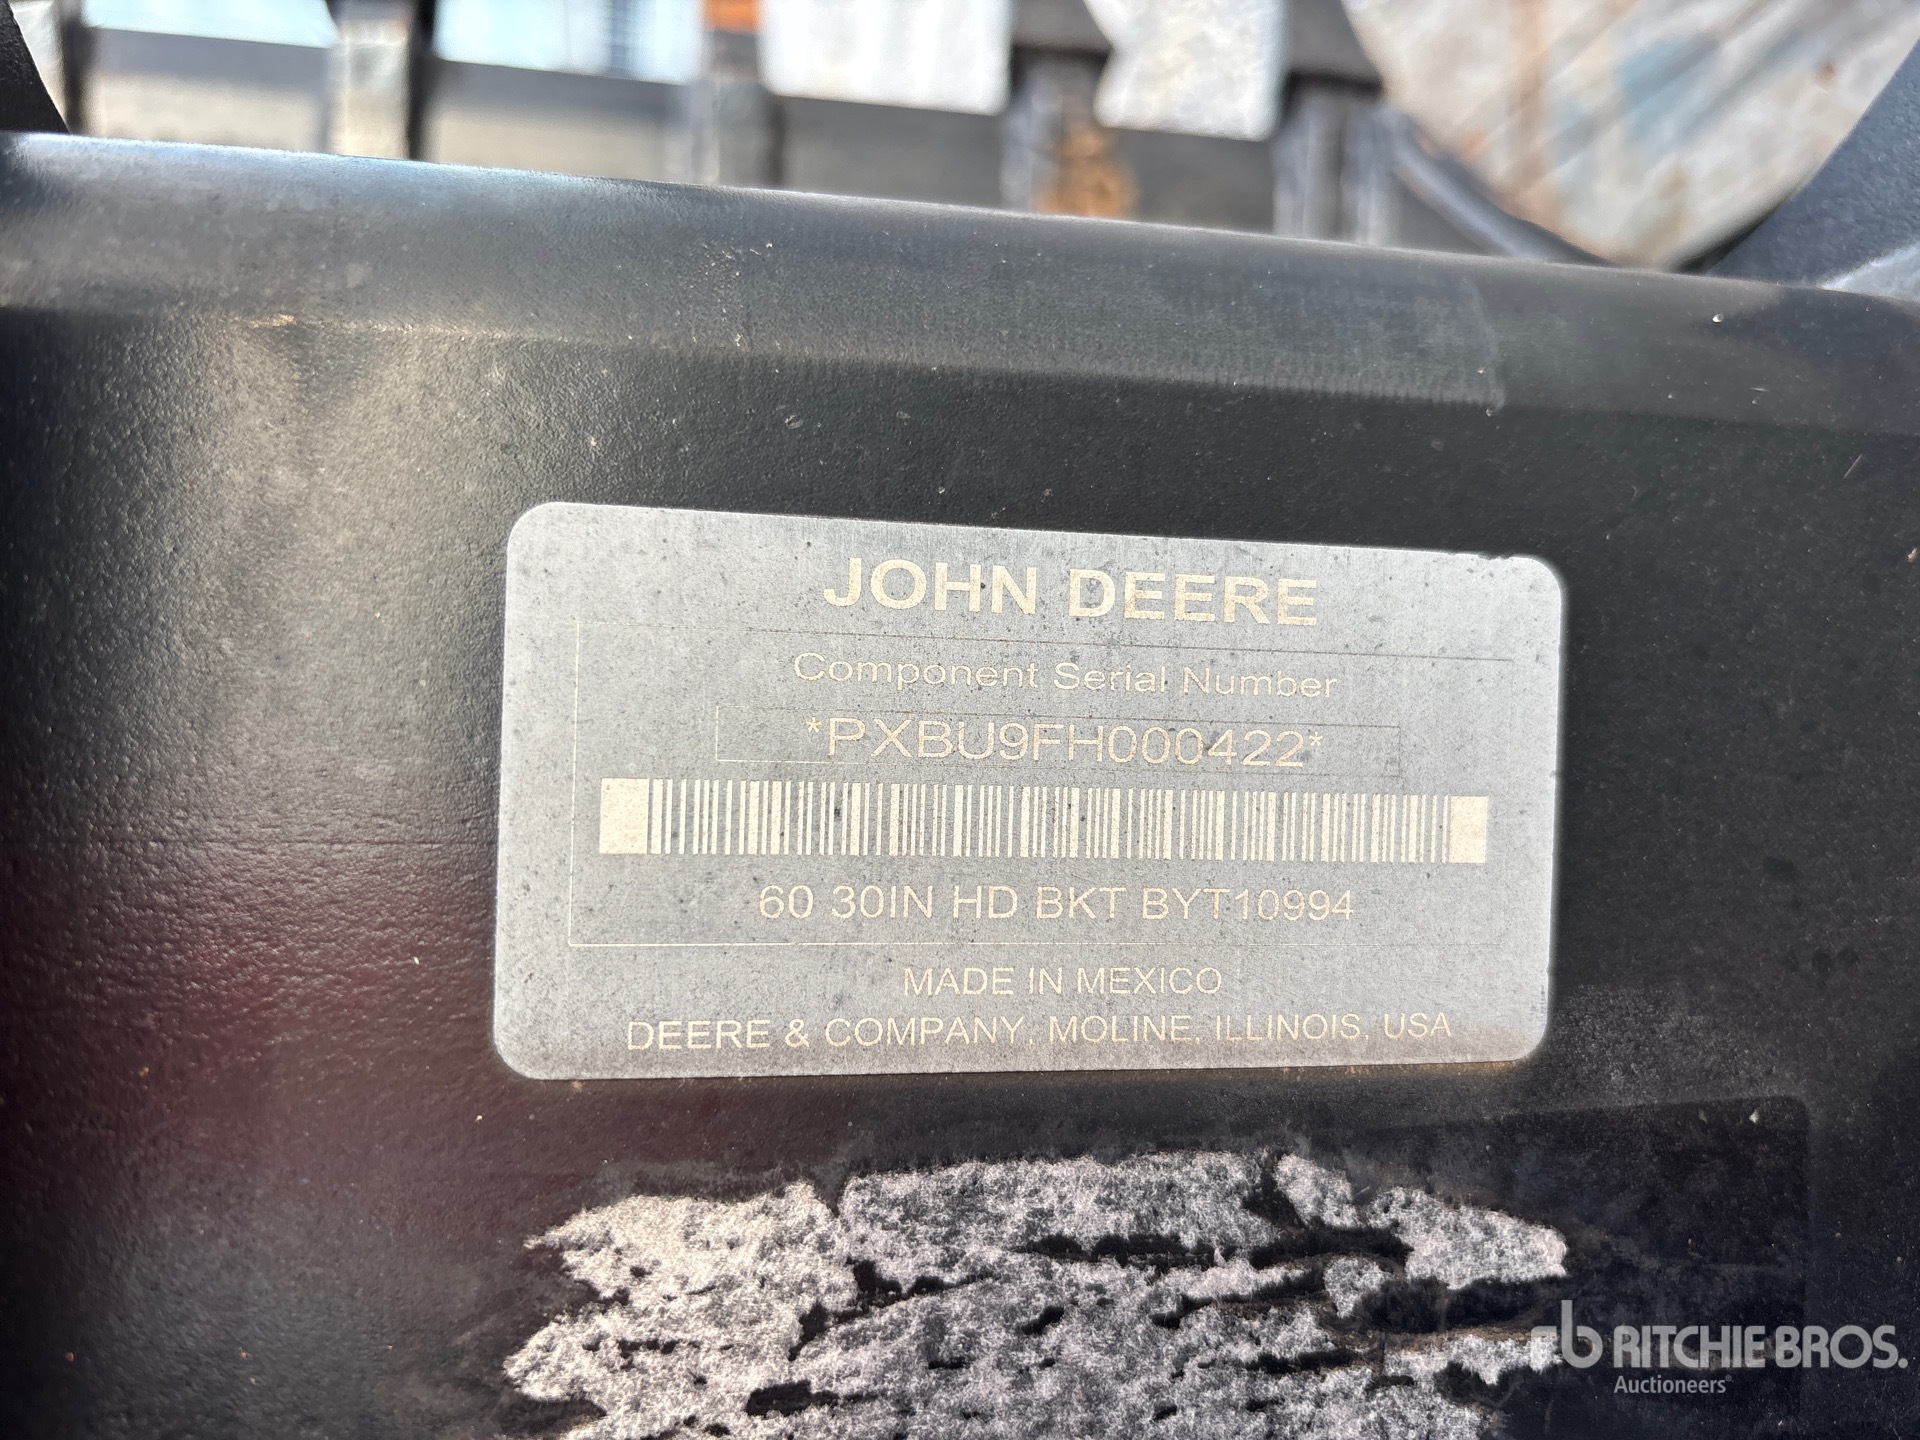 JOHN DEERE
Component Serial Number
*PXBU9FH000422*
60 30IN HD BKT BYT10994
MADE IN MEXICO
DEERE & COMPANY, MOLINE, ILLINOIS, USA
rb RITCHIE BROS.
Auctioneers